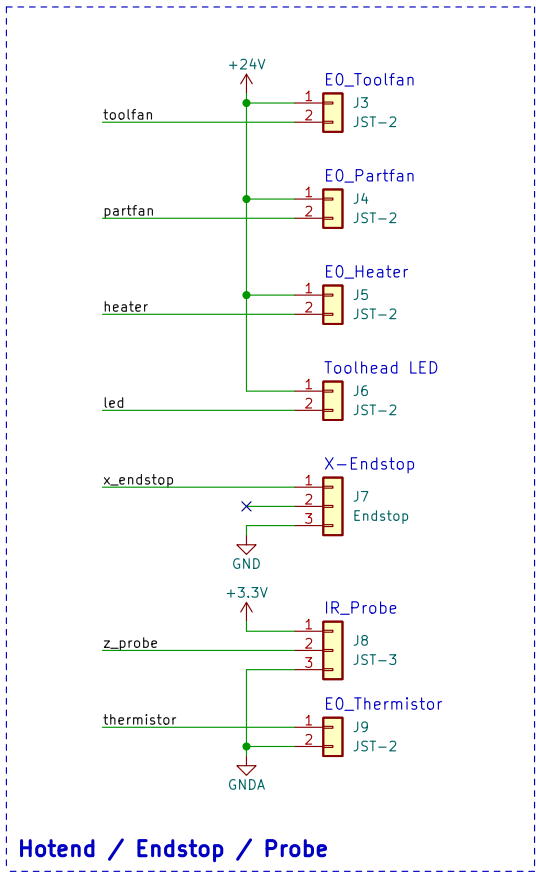 +24V
E0_Toolfan
1 J3
toolfan 2 JST-2
E0_Partfan
1 J4
partfan 2 JST-2
E0_Heater
1 J5
heater 2 JST-2
Toolhead LED
1 J6
led 2 JST-2
X-Endstop
x_endstop 1
2 J7
3 Endstop
GND
+3.3V
IR_Probe
1 J8
z_probe 2
3 JST-3
E0_Thermistor
thermistor 1 J9
2 JST-2
GNDA
Hotend / Endstop / Probe